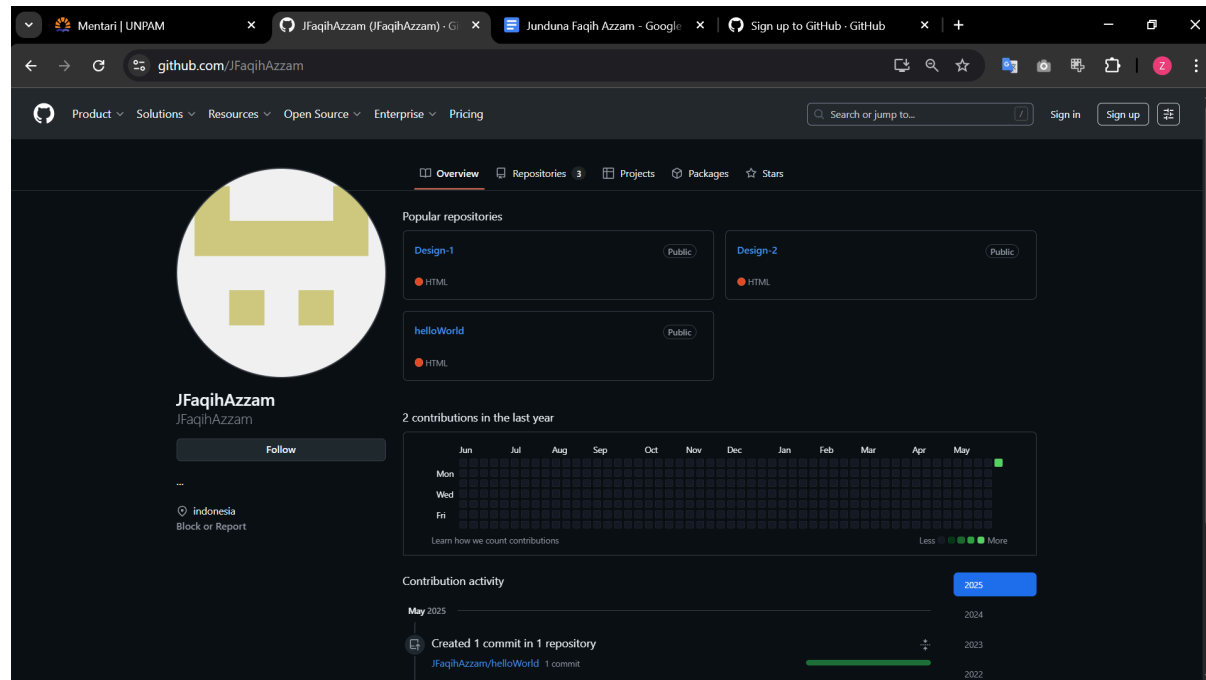 Mentari | UNPAM
JFaqihAzzam (JFaqihAzzam) · Gi
Junduna Faqih Azzam - Google
Sign up to GitHub · GitHub
github.com/JFaqihAzzam
Z
Product
Solutions
Resources
Open Source
Enterprise
Pricing
Search or jump to...
/
Sign in
Sign up
Overview
Repositories 3
Projects
Packages
Stars
JFaqihAzzam
JFaqihAzzam
Follow
...
indonesia
Block or Report
Popular repositories
Design-1
Public
HTML
Design-2
Public
HTML
helloWorld
Public
HTML
2 contributions in the last year
Jun Jul Aug Sep Oct Nov Dec Jan Feb Mar Apr May
Mon
Wed
Fri
Learn how we count contributions
Less
More
Contribution activity
2025
2024
2023
2022
May 2025
Created 1 commit in 1 repository
JFaqihAzzam/helloWorld 1 commit